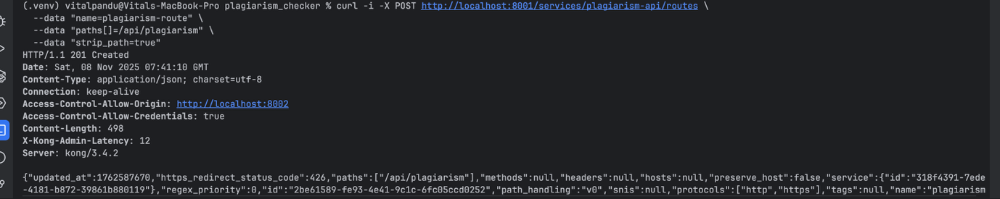 (.venv) vitalpandu@Vitals-MacBook-Pro plagiarism_checker % curl -i -X POST http://localhost:8001/services/plagiarism-api/routes \
  --data "name=plagiarism-route" \
  --data "paths[]=/api/plagiarism" \
  --data "strip_path=true"
HTTP/1.1 201 Created
Date: Sat, 08 Nov 2025 07:41:10 GMT
Content-Type: application/json; charset=utf-8
Connection: keep-alive
Access-Control-Allow-Origin: http://localhost:8002
Access-Control-Allow-Credentials: true
Content-Length: 498
X-Kong-Admin-Latency: 12
Server: kong/3.4.2
{"updated_at":1762587670,"https_redirect_status_code":426,"paths":["/api/plagiarism"],"methods":null,"headers":null,"hosts":null,"preserve_host":false,"service":{"id":"318f4391-7ede
-4181-b872-39861b880119"},"regex_priority":0,"id":"2be61589-fe93-4e41-9c1c-6fc05ccd0252","path_handling":"v0","snis":null,"protocols":["http","https"],"tags":null,"name":"plagiarism